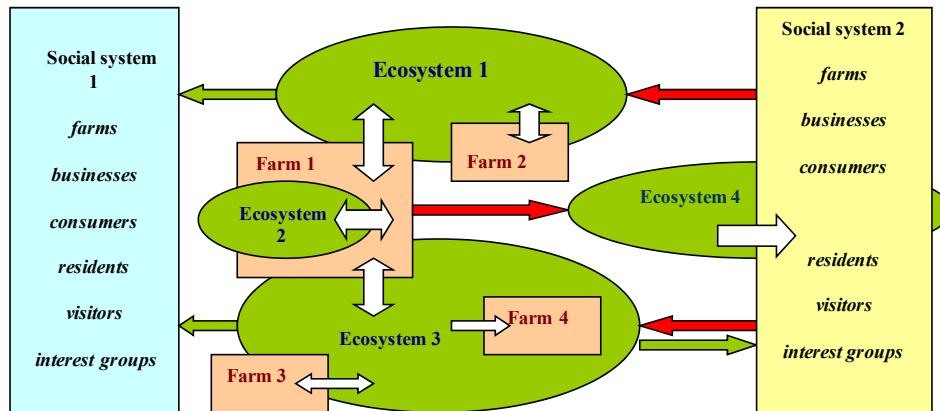 Social system
1
farms
businesses
consumers
residents
visitors
interest groups
Ecosystem 1
Farm 1
Farm 2
Ecosystem
2
Ecosystem 4
Ecosystem 3
Farm 4
Farm 3
Social system 2
farms
businesses
consumers
residents
visitors
interest groups